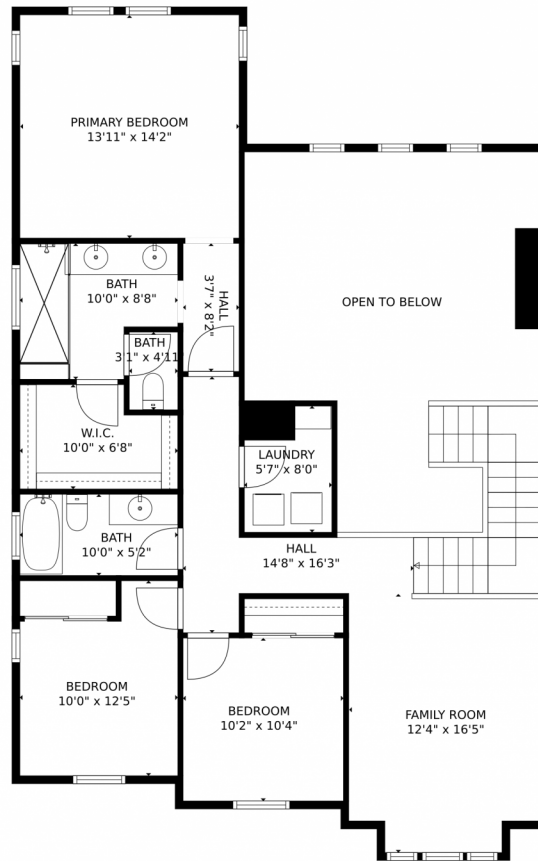 PRIMARY BEDROOM
13'11" x 14'2"
BATH
10'0" x 8'8"
HALL
3'7" x 8'2"
OPEN TO BELOW
BATH
3'1" x 4'11"
W.I.C.
10'0" x 6'8"
LAUNDRY
5'7" x 8'0"
BATH
10'0" x 5'2"
HALL
14'8" x 16'3"
BEDROOM
10'0" x 12'5"
BEDROOM
10'2" x 10'4"
FAMILY ROOM
12'4" x 16'5"